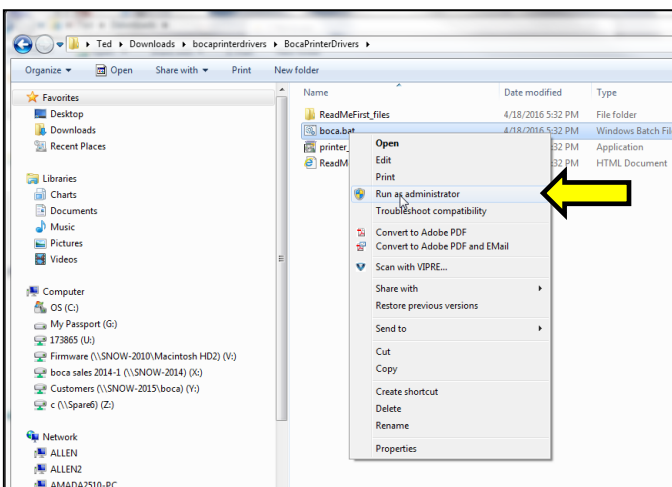 Ted ▸ Downloads ▸ bocaprinterdrivers ▸ BocaPrinterDrivers ▸
Organize Open Share with Print New folder
Name Date modified Type
Favorites
Desktop
Downloads
Recent Places
Libraries
Charts
Documents
Music
Pictures
Videos
Computer
OS (C:)
My Passport (G:)
173865 (U:)
Firmware (\\SNOW-2010\Macintosh HD2) (V:)
boca sales 2014-1 (\\SNOW-2014) (X:)
Customers (\\SNOW-2015\boca) (Y:)
c (\\Spare6) (Z:)
Network
ALLEN
ALLEN2
AMADA2510-PC
ReadMeFirst_files 4/18/2016 5:32 PM File folder
boca.bat 4/18/2016 5:32 PM Windows Batch Fil
printer_ :32 PM Application
ReadM :32 PM HTML Document
Open
Edit
Print
Run as administrator
Troubleshoot compatibility
Convert to Adobe PDF
Convert to Adobe PDF and EMail
Scan with VIPRE...
Share with
Restore previous versions
Send to
Cut
Copy
Create shortcut
Delete
Rename
Properties